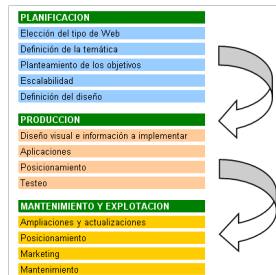 PLANIFICACION
Elección del tipo de Web
Definición de la temática
Planteamiento de los objetivos
Escalabilidad
Definición del diseño
PRODUCCION
Diseño visual e información a implementar
Aplicaciones
Posicionamiento
Testeo
MANTENIMIENTO Y EXPLOTACION
Ampliaciones y actualizaciones
Posicionamiento
Marketing
Mantenimiento